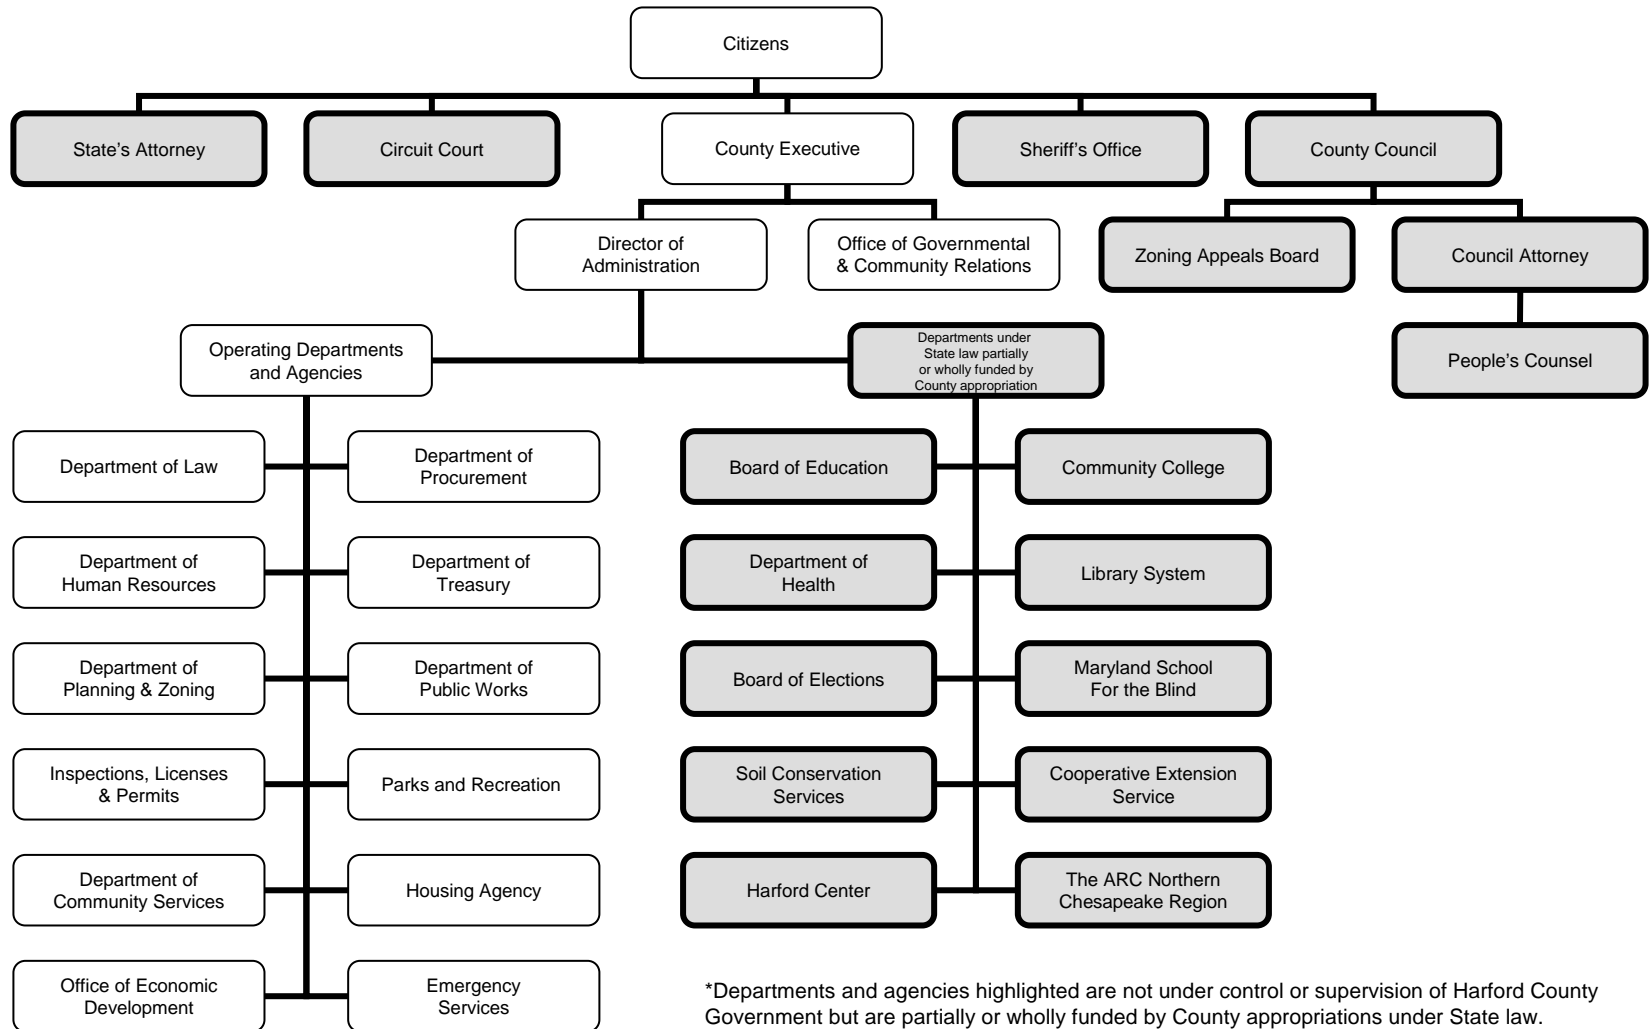 Citizens
State’s Attorney
Circuit Court
County Executive
Sheriff’s Office
County Council
Director of
Administration
Office of Governmental
& Community Relations
Zoning Appeals Board
Council Attorney
Operating Departments
and Agencies
Departments under
State law partially
or wholly funded by
County appropriation
People’s Counsel
Department of Law
Department of
Procurement
Board of Education
Community College
Department of
Human Resources
Department of
Treasury
Department of
Health
Library System
Department of
Planning & Zoning
Department of
Public Works
Board of Elections
Maryland School
For the Blind
Inspections, Licenses
& Permits
Parks and Recreation
Soil Conservation
Services
Cooperative Extension
Service
Department of
Community Services
Housing Agency
Harford Center
The ARC Northern
Chesapeake Region
Office of Economic
Development
Emergency
Services
*Departments and agencies highlighted are not under control or supervision of Harford County
Government but are partially or wholly funded by County appropriations under State law.